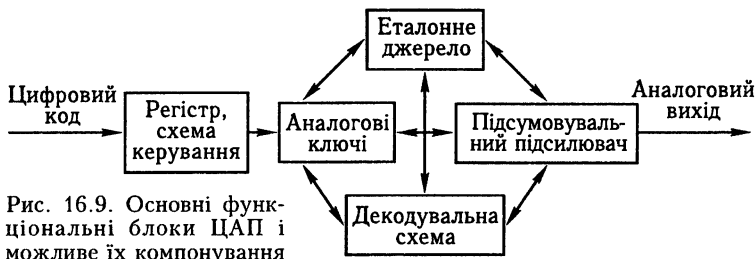 Еталонне
джерело
Цифровий
код
Регістр,
схема
керування
Аналогові
ключі
Підсумовуваль-
ний підсилювач
Аналоговий
вихід
Декодувальна
схема
Рис. 16.9. Основні функ-
ціональні блоки ЦАП і
можливе їх компонування